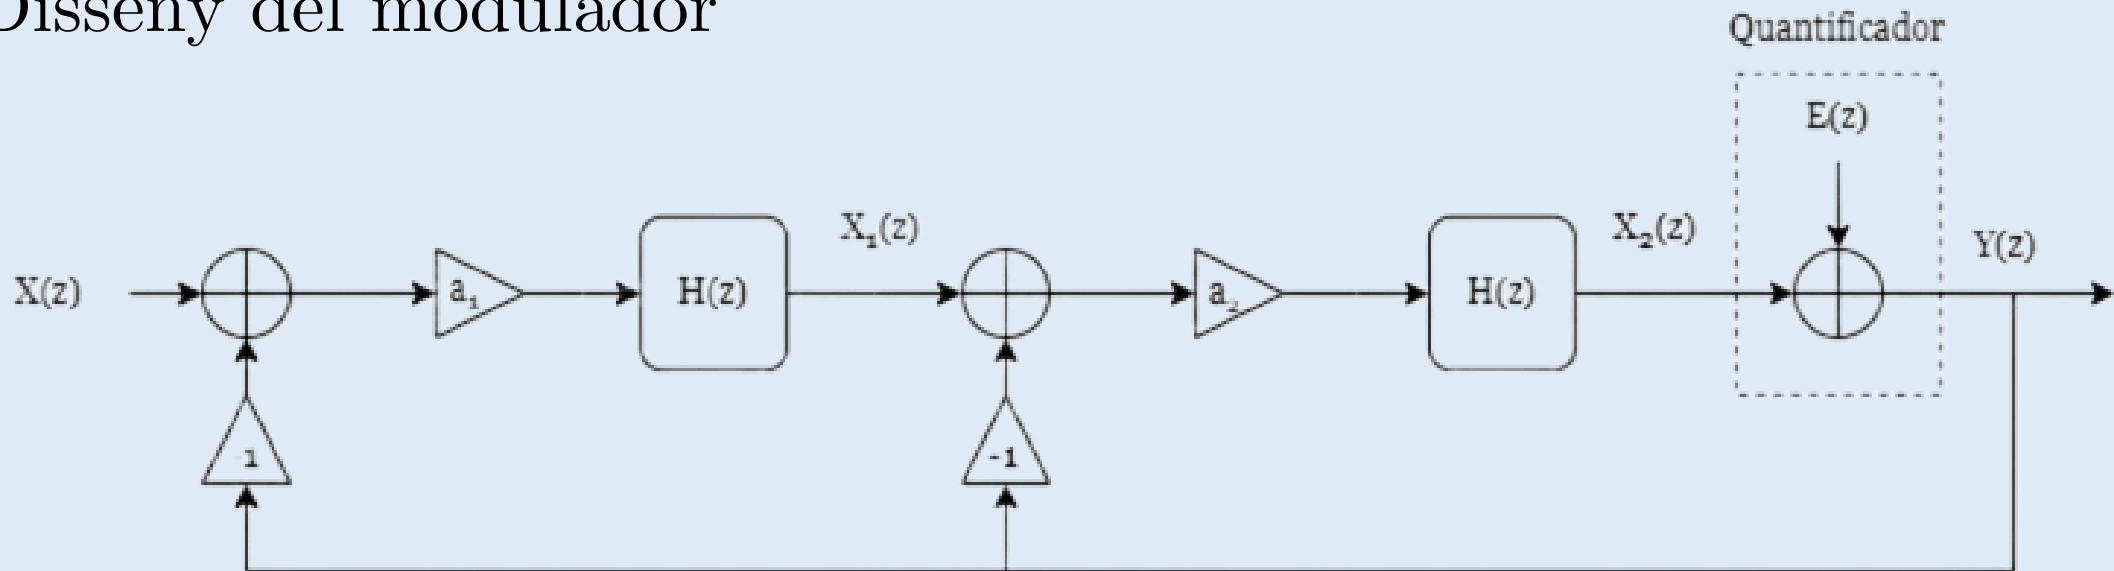 Disseny del modulador
Quantificador
E(z)
X(z)
a₁
H(z)
X₁(z)
a₂
H(z)
X₂(z)
Y(z)
-1
-1